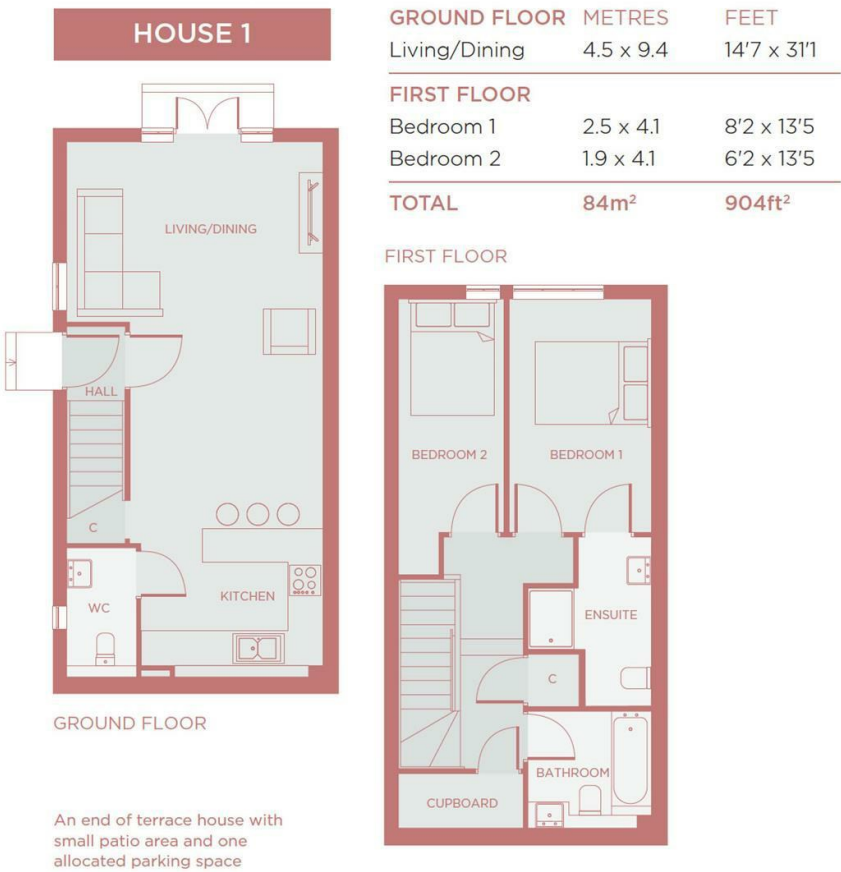 HOUSE 1
GROUND FLOOR METRES FEET
Living/Dining 4.5 x 9.4 14'7 x 31'1
FIRST FLOOR
Bedroom 1 2.5 x 4.1 8'2 x 13'5
Bedroom 2 1.9 x 4.1 6'2 x 13'5
TOTAL 84m² 904ft²
LIVING/DINING
HALL
C
WC
KITCHEN
GROUND FLOOR
FIRST FLOOR
BEDROOM 2
BEDROOM 1
ENSUITE
C
BATHROOM
CUPBOARD
An end of terrace house with
small patio area and one
allocated parking space